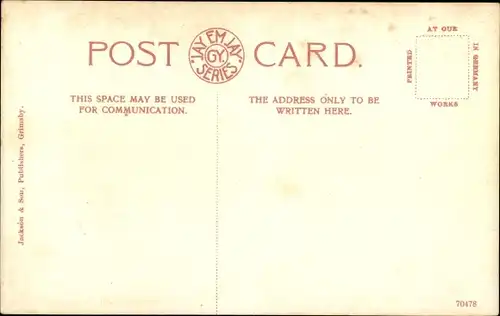 POST CARD.
"JAY EM JAY"
GY.
SERIES
THIS SPACE MAY BE USED
FOR COMMUNICATION.
THE ADDRESS ONLY TO BE
WRITTEN HERE.
PRINTED
AT OUR
IN GERMANY
WORKS
Jackson & Son, Publishers, Grimsby.
70478